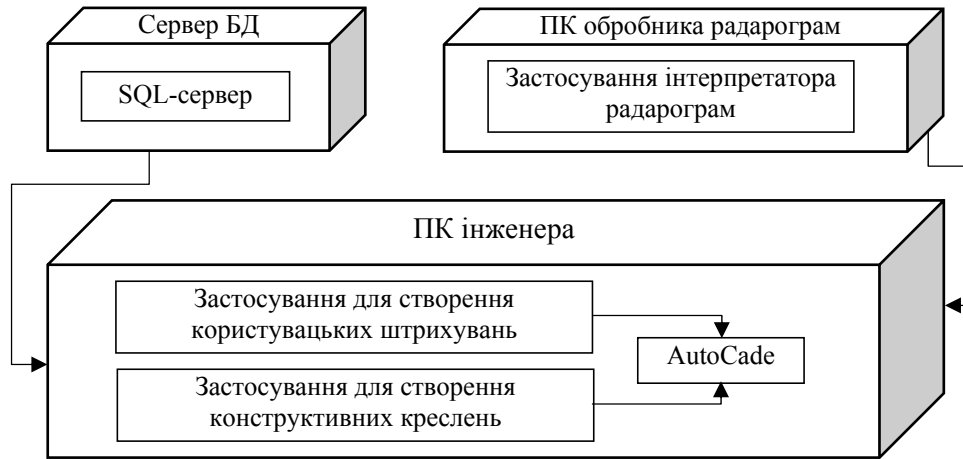 Сервер БД
SQL-сервер
ПК обробника радарограм
Застосування інтерпретатора
радарограм
ПК інженера
Застосування для створення
користувацьких штрихувань
AutoCade
Застосування для створення
конструктивних креслень